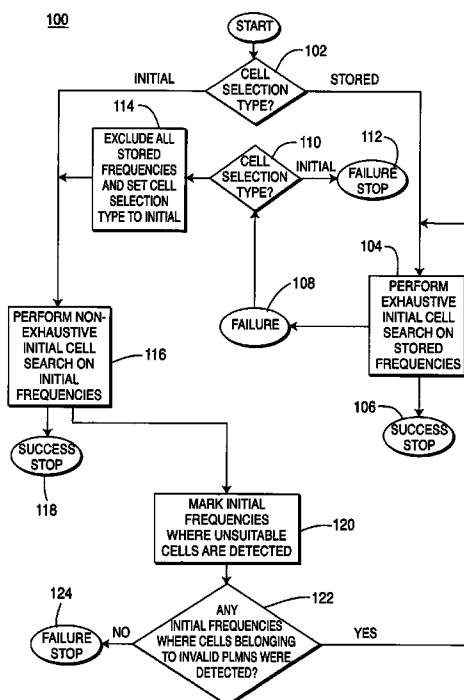 100
START
102
INITIAL
CELL
SELECTION
TYPE?
STORED
114
EXCLUDE ALL
STORED
FREQUENCIES
AND SET CELL
SELECTION
TYPE TO INITIAL
110
CELL
SELECTION
TYPE?
INITIAL
112
FAILURE
STOP
104
PERFORM
EXHAUSTIVE
INITIAL CELL
SEARCH ON
STORED
FREQUENCIES
108
FAILURE
PERFORM NON-
EXHAUSTIVE
INITIAL CELL
SEARCH ON
INITIAL
FREQUENCIES
116
106
SUCCESS
STOP
SUCCESS
STOP
118
MARK INITIAL
FREQUENCIES
WHERE UNSUITABLE
CELLS ARE DETECTED
120
122
124
FAILURE
STOP
NO
ANY
INITIAL FREQUENCIES
WHERE CELLS BELONGING
TO INVALID PLMNS WERE
DETECTED?
YES